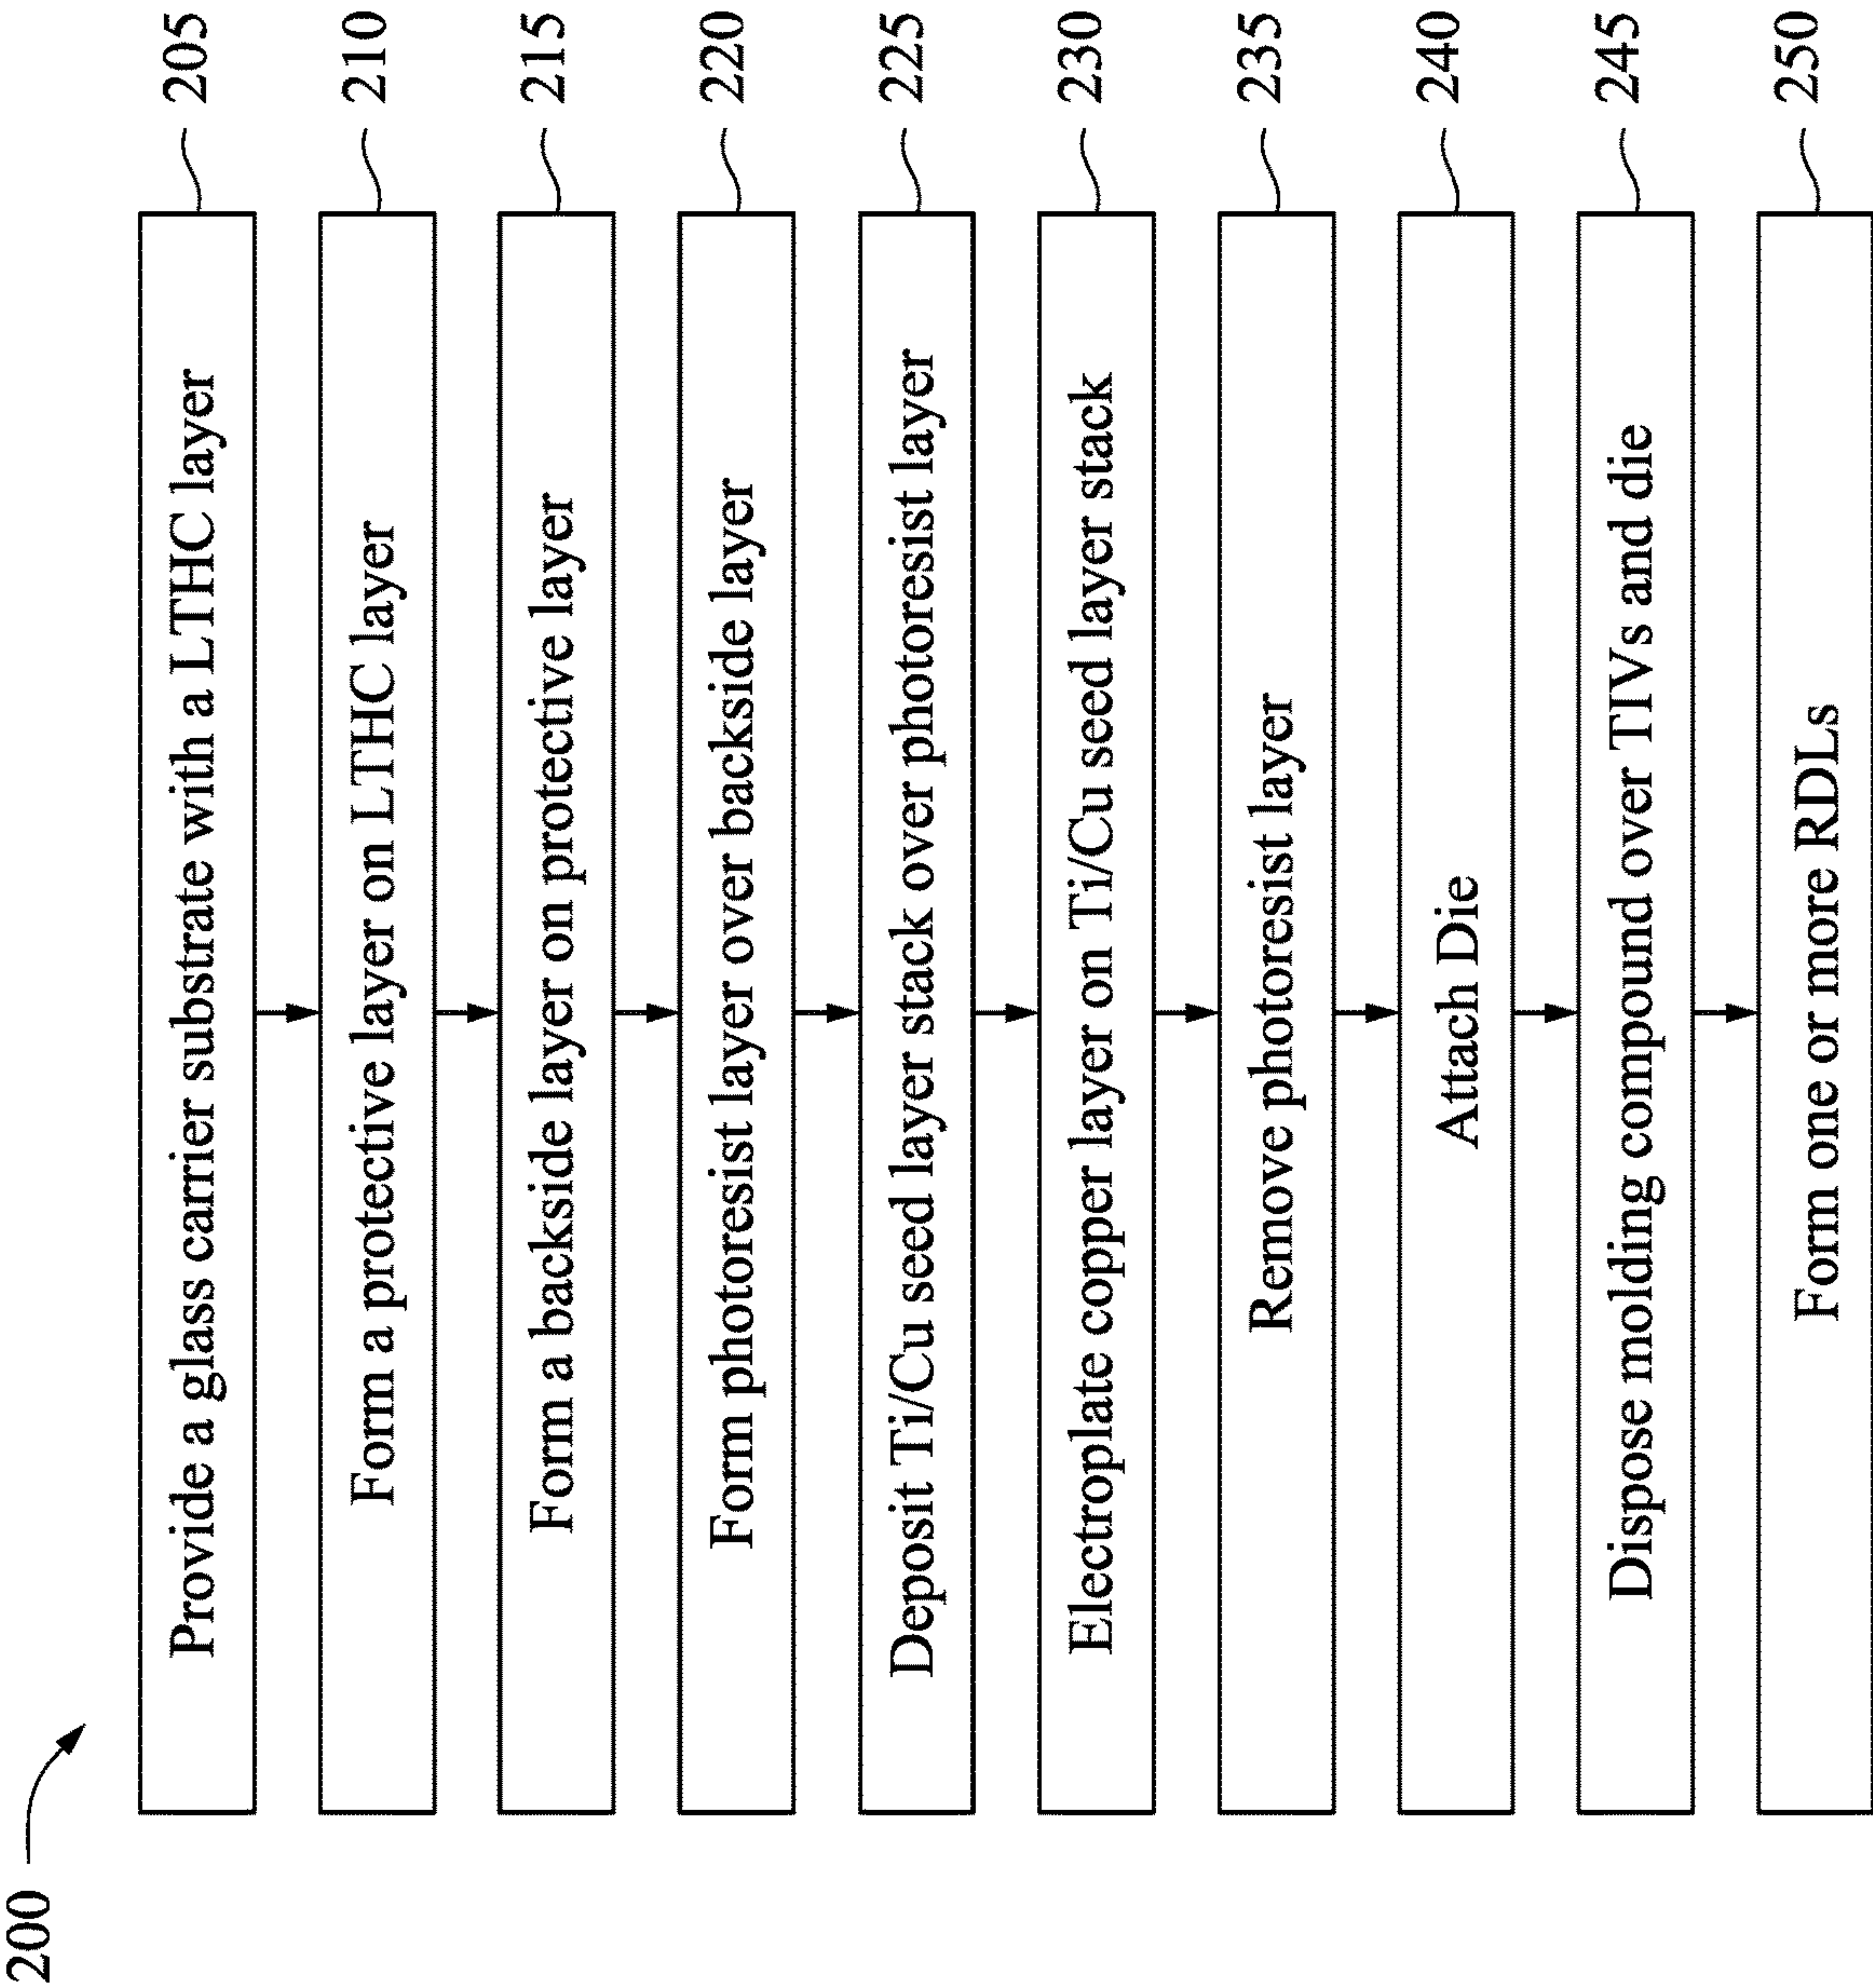 200
Provide a glass carrier substrate with a LTHC layer
205
Form a protective layer on LTHC layer
210
Form a backside layer on protective layer
215
Form photoresist layer over backside layer
220
Deposit Ti/Cu seed layer stack over photoresist layer
225
Electroplate copper layer on Ti/Cu seed layer stack
230
Remove photoresist layer
235
Attach Die
240
Dispose molding compound over TIVs and die
245
Form one or more RDLs
250